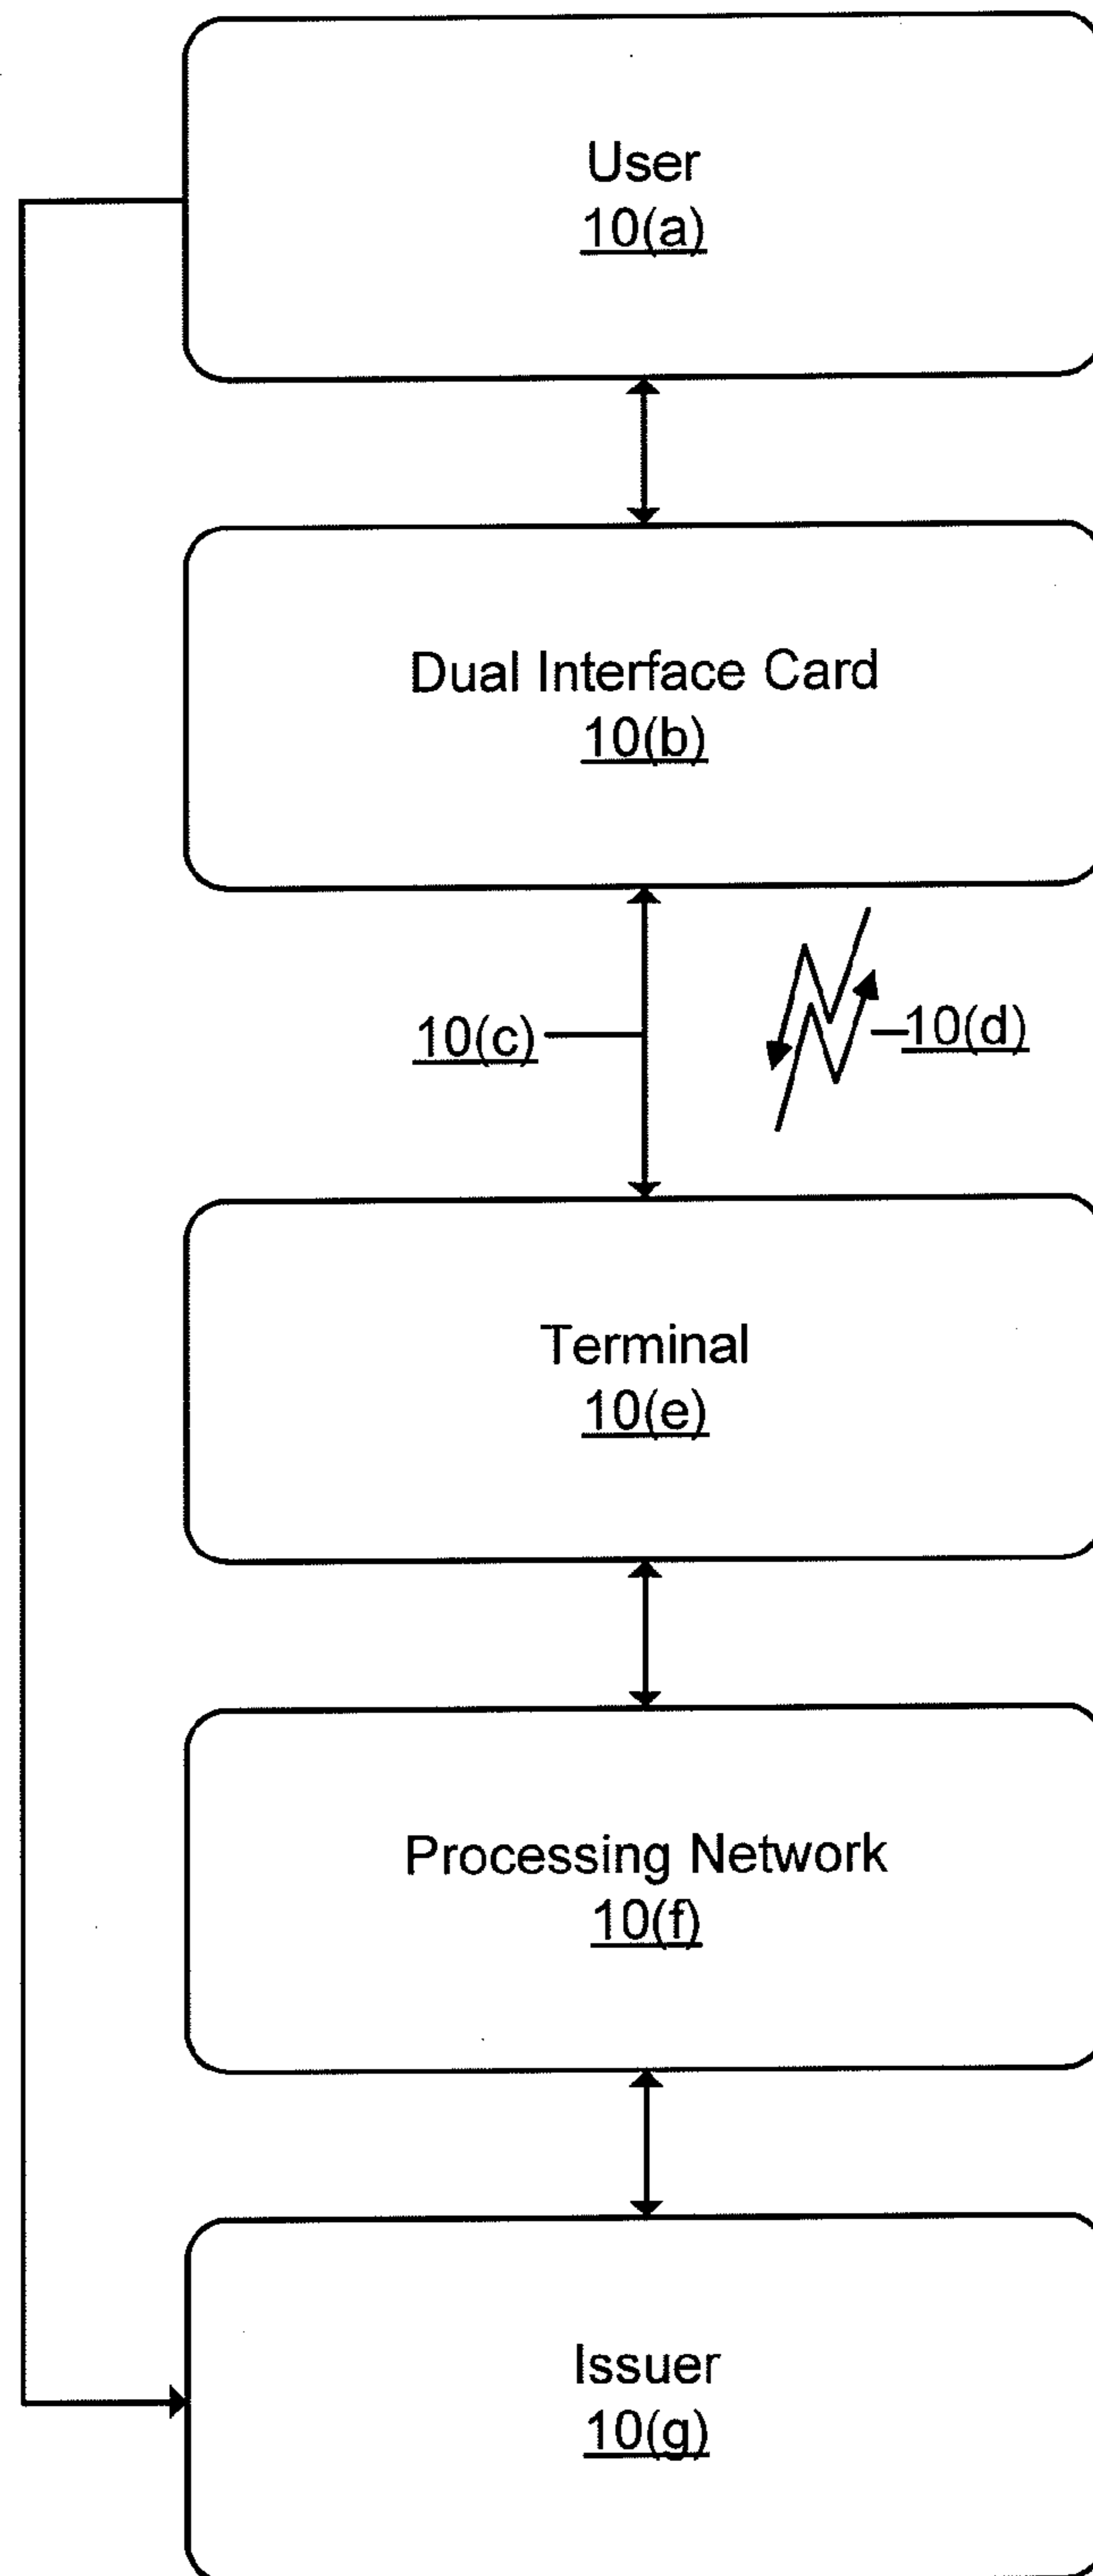 User
10(a)
Dual Interface Card
10(b)
10(c)
10(d)
Terminal
10(e)
Processing Network
10(f)
Issuer
10(g)